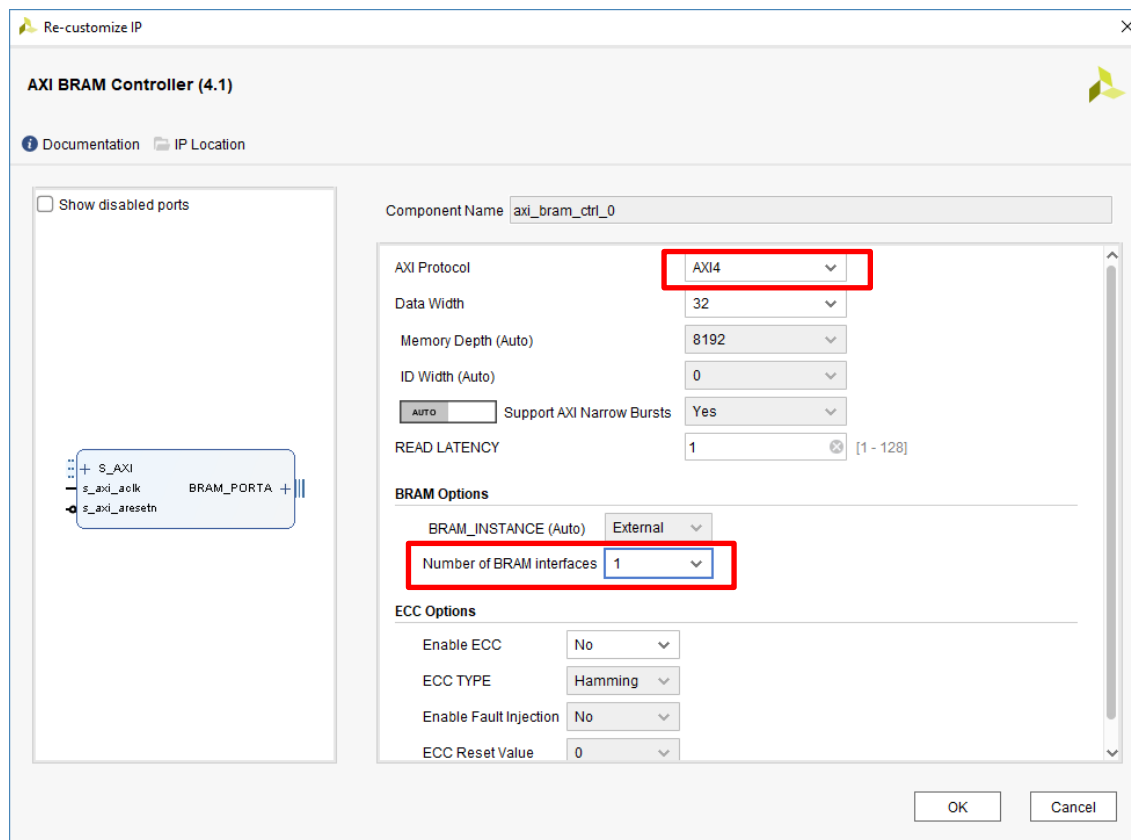 Re-customize IP
AXI BRAM Controller (4.1)
Documentation IP Location
Show disabled ports
S_AXI
s_axi_aclk BRAM_PORTA
s_axi_aresetn
Component Name axi_bram_ctrl_0
AXI Protocol AXI4
Data Width 32
Memory Depth (Auto) 8192
ID Width (Auto) 0
AUTO Support AXI Narrow Bursts Yes
READ LATENCY 1 [1 - 128]
BRAM Options
BRAM_INSTANCE (Auto) External
Number of BRAM interfaces 1
ECC Options
Enable ECC No
ECC TYPE Hamming
Enable Fault Injection No
ECC Reset Value 0
OK Cancel